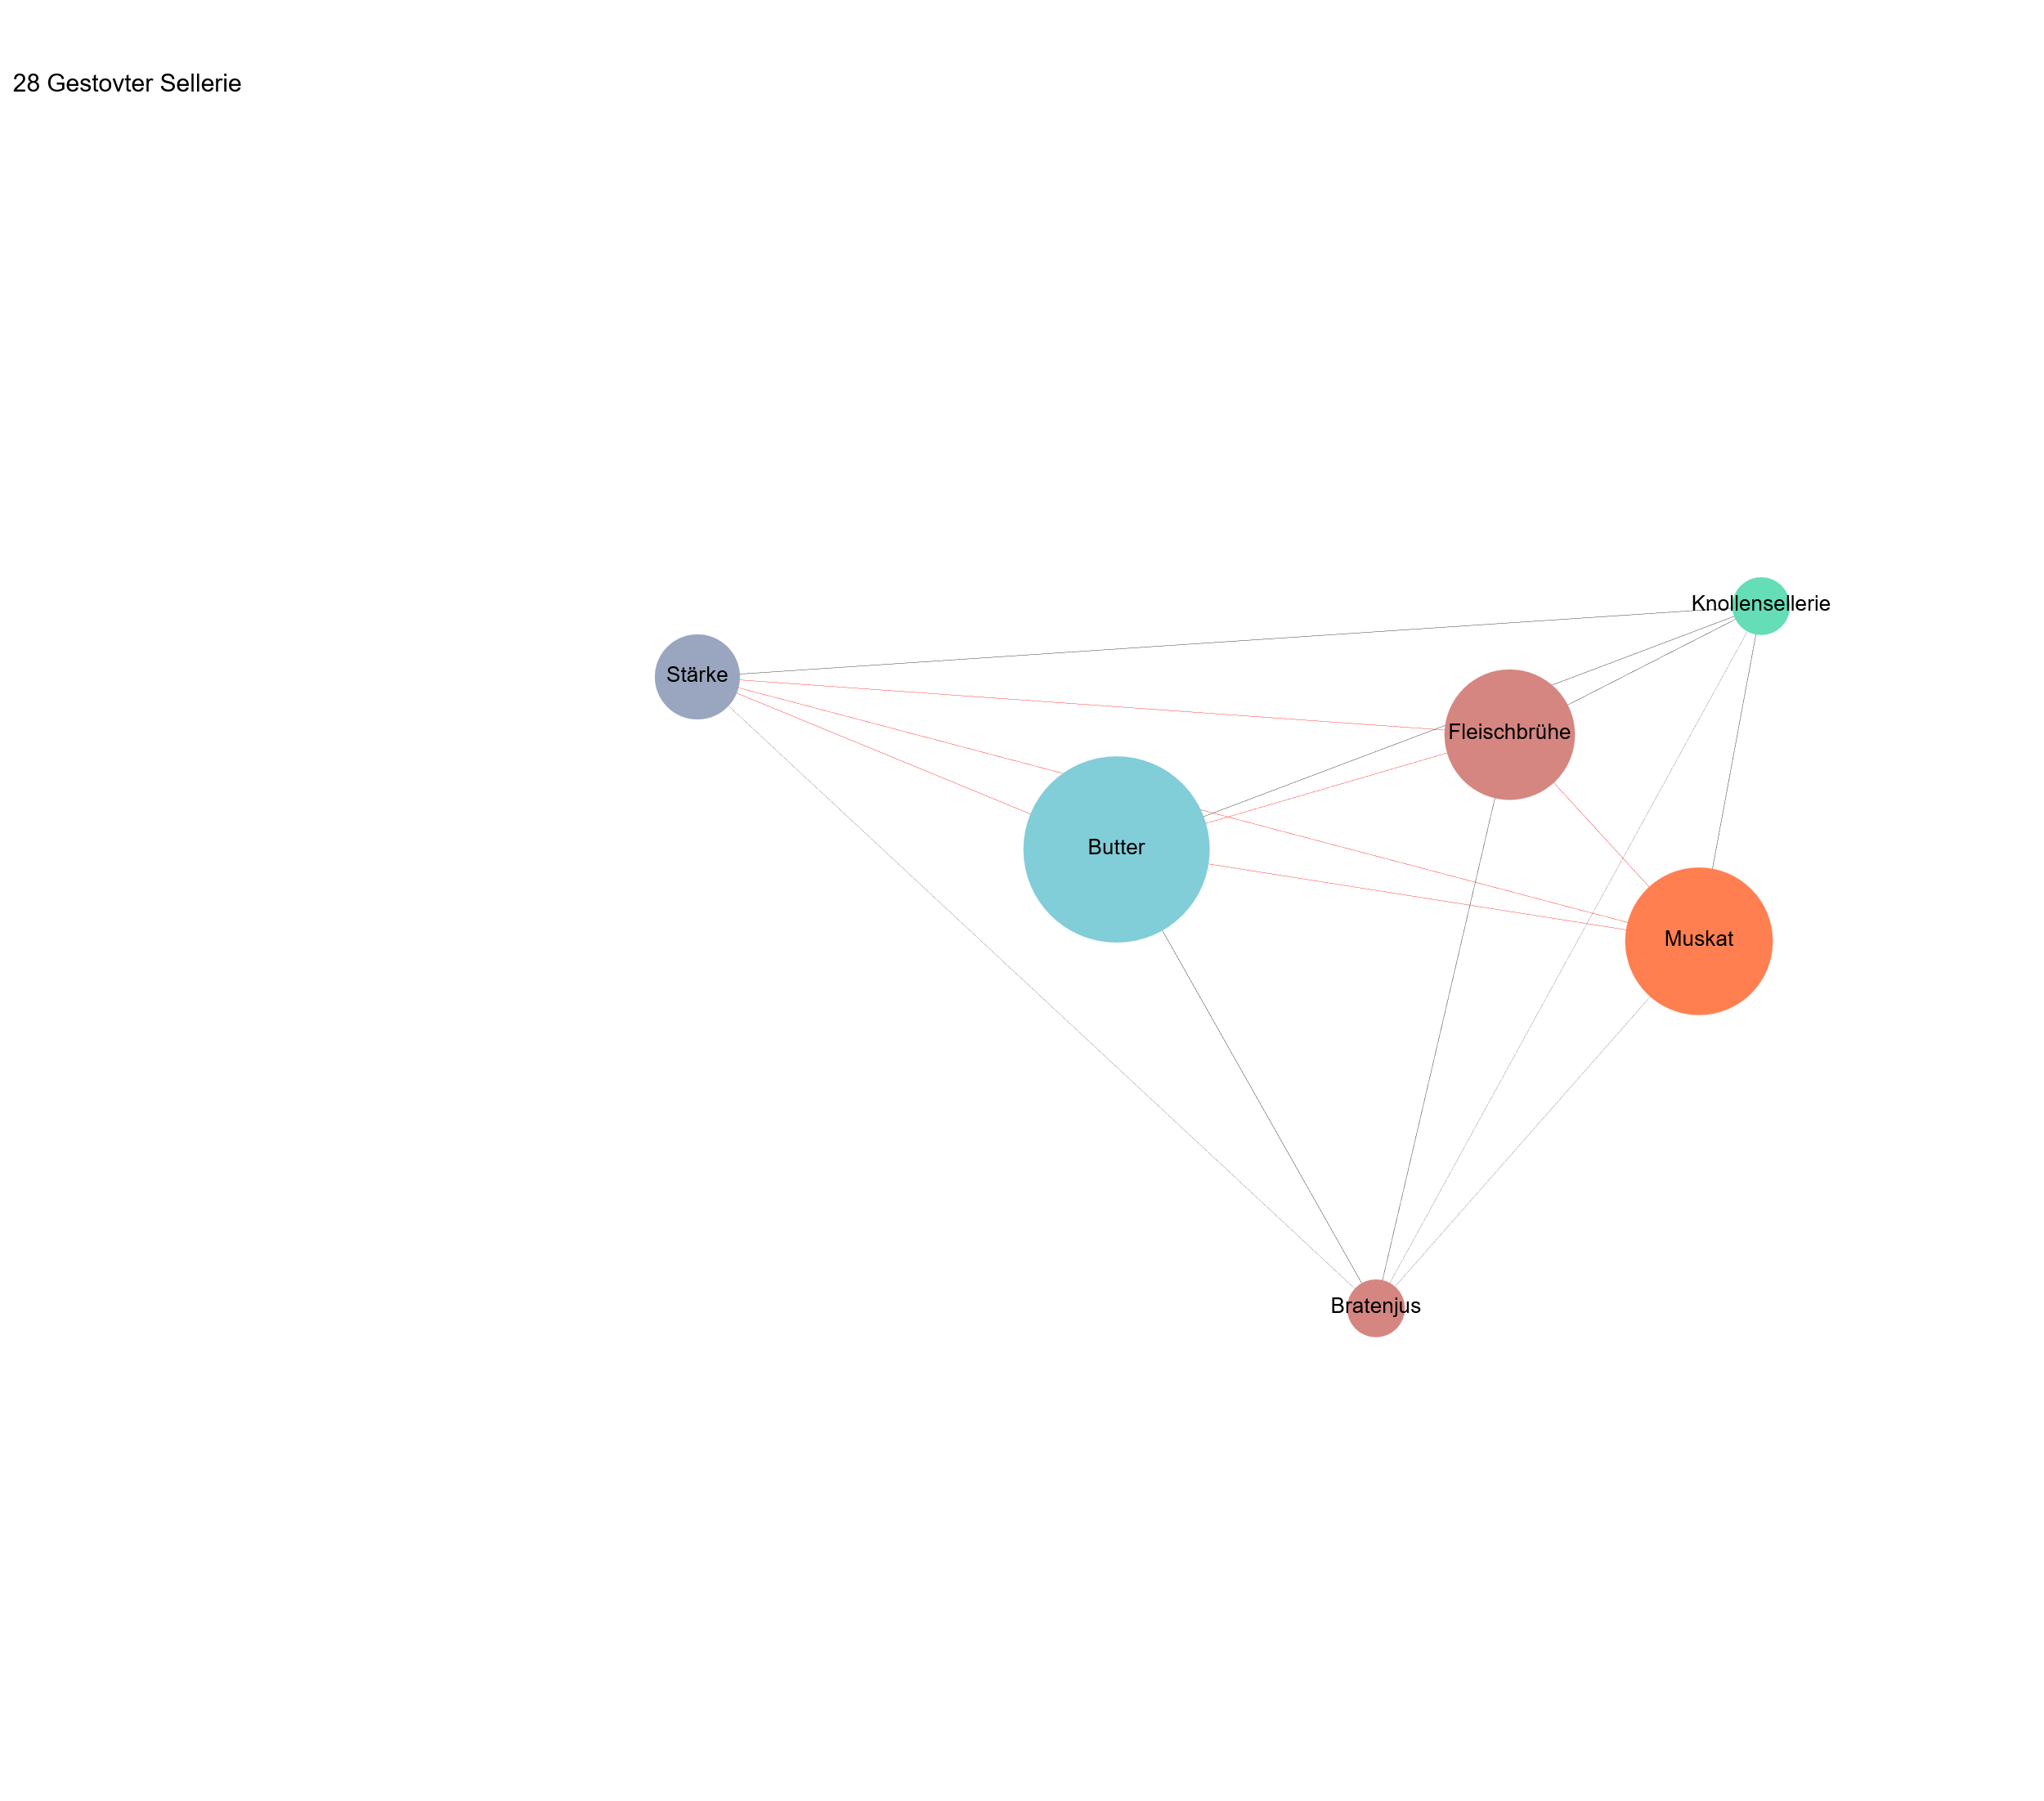 28 Gestovter Sellerie
Knollensellerie
Stärke
Fleischbrühe
Butter
Muskat
Bratenjus